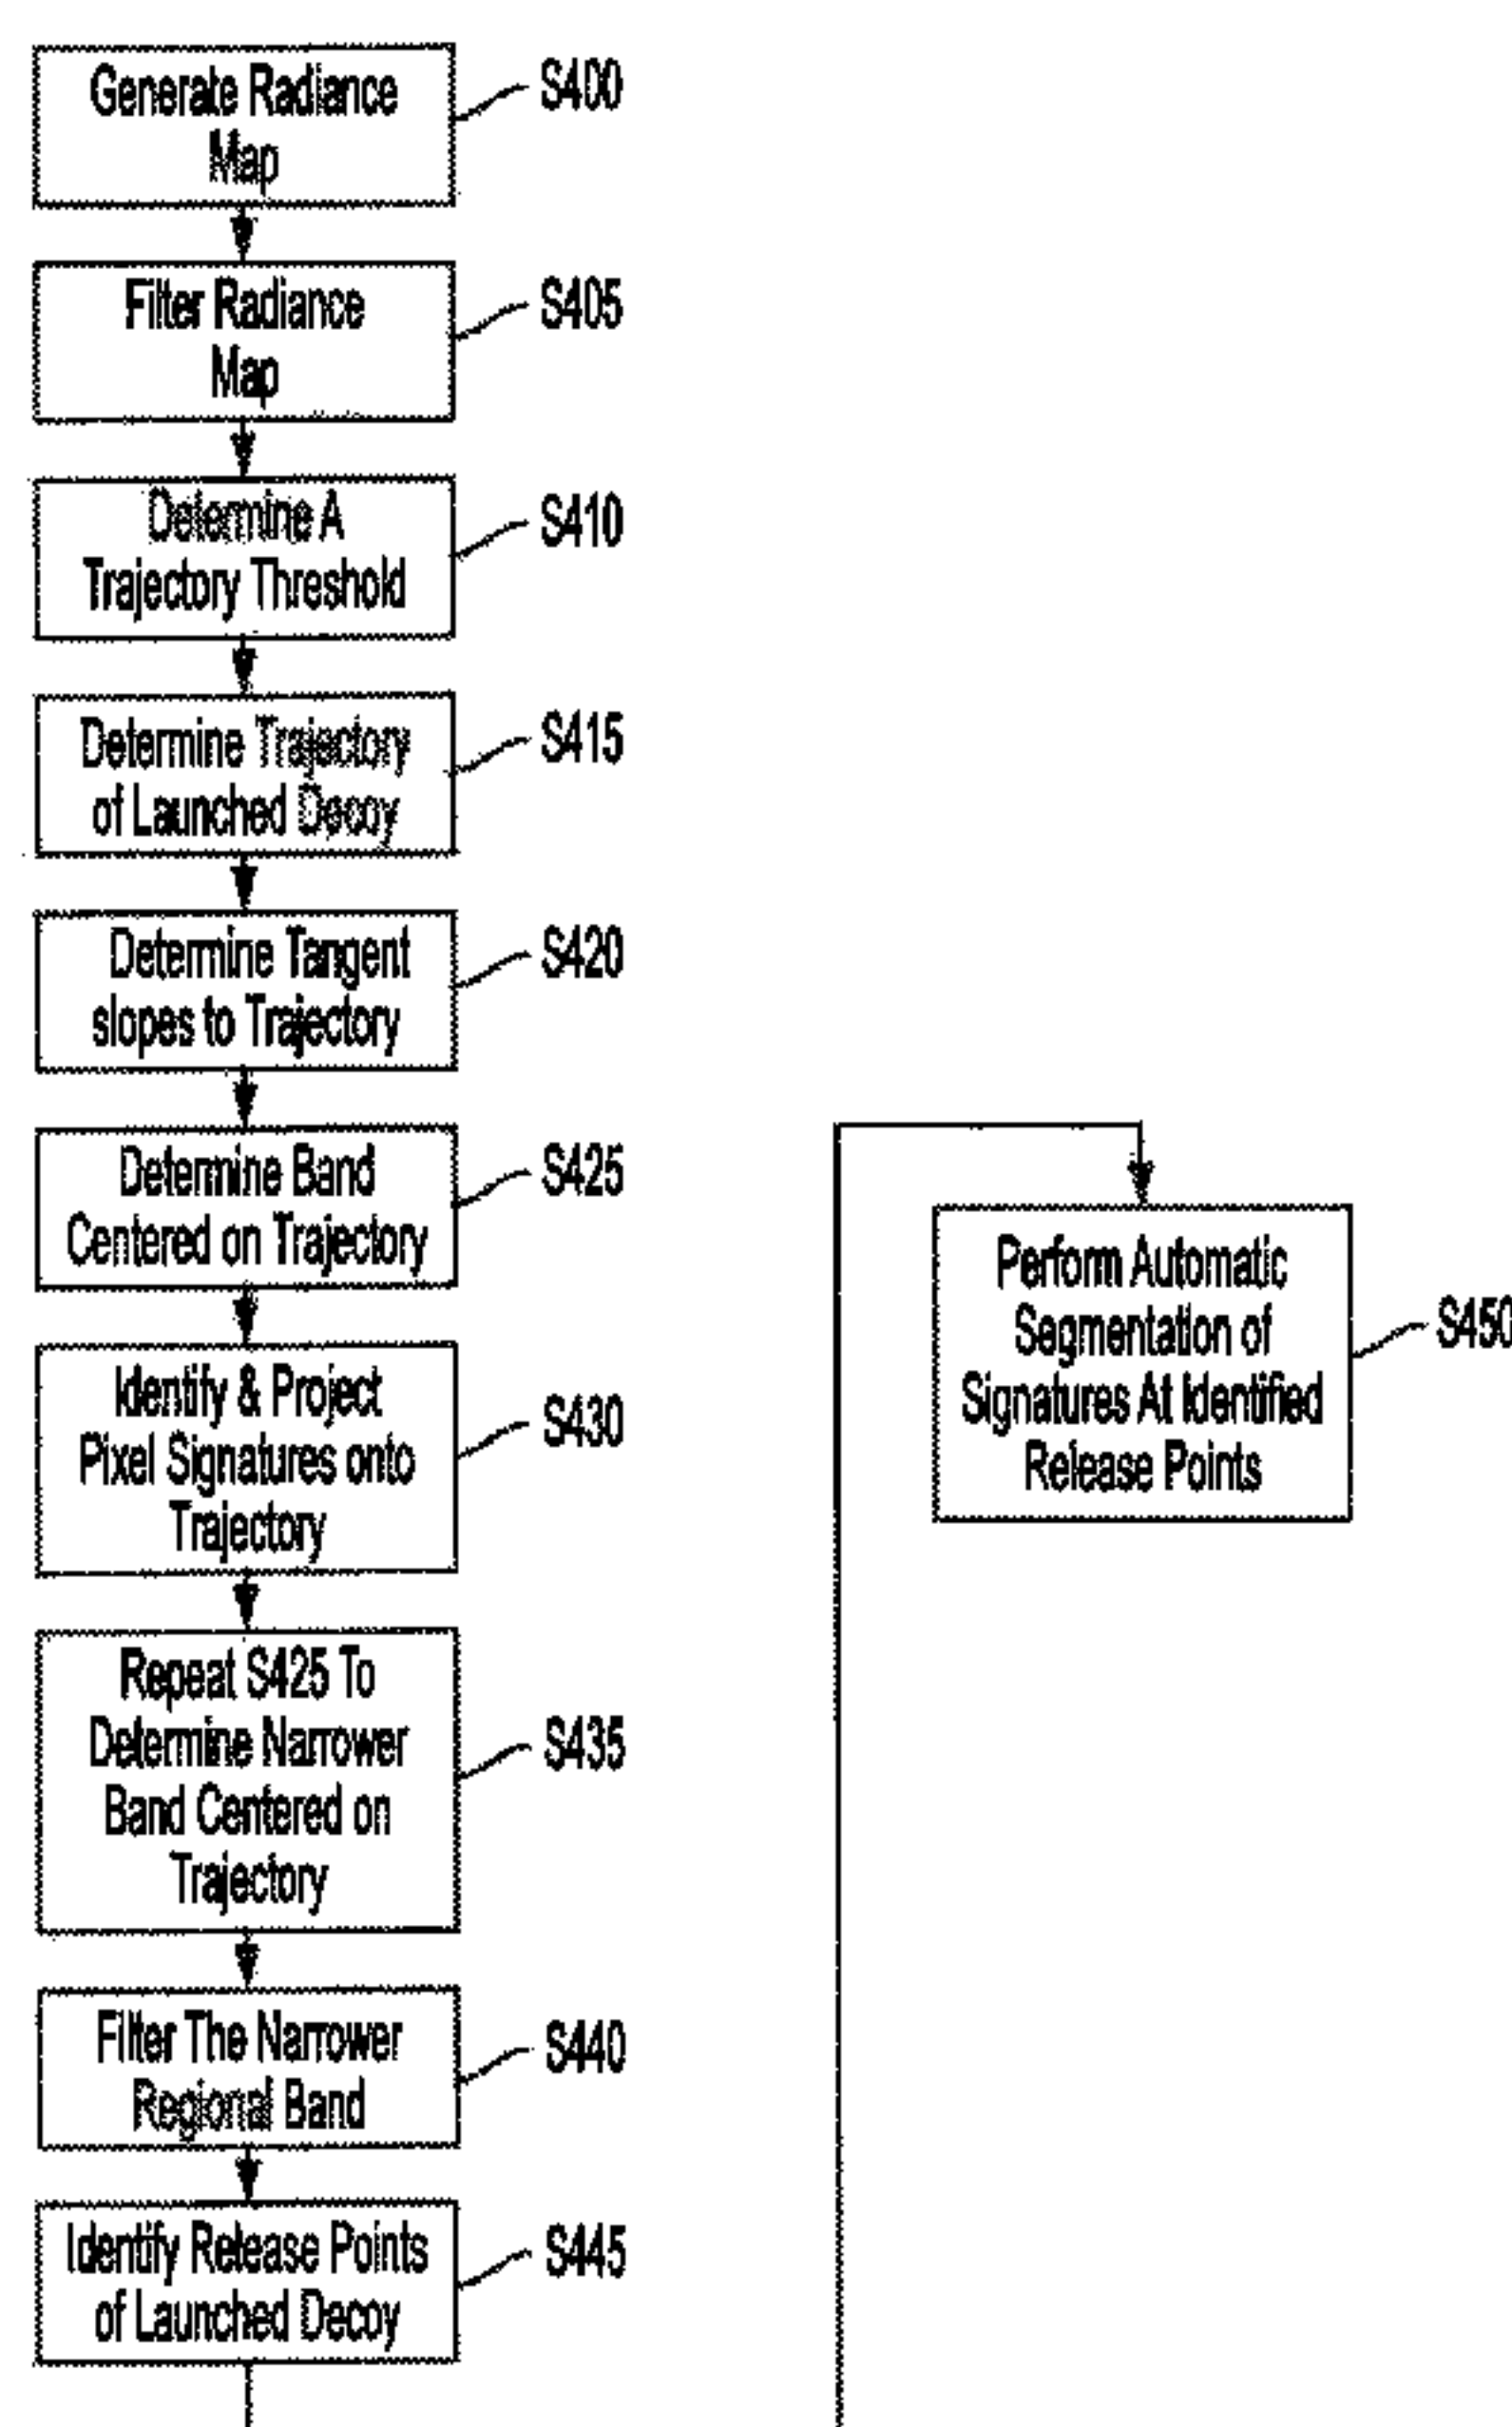 Generate Radiance
Map
S400
Filter Radiance
Map
S405
Determine A
Trajectory Threshold
S410
Determine Trajectory
of Launched Decoy
S415
Determine Tangent
slopes to Trajectory
S420
Determine Band
Centered on Trajectory
S425
Identify & Project
Pixel Signatures onto
Trajectory
S430
Repeat S425 To
Determine Narrower
Band Centered on
Trajectory
S435
Filter The Narrower
Regional Band
S440
Identify Release Points
of Launched Decoy
S445
Perform Automatic
Segmentation of
Signatures At Identified
Release Points
S450